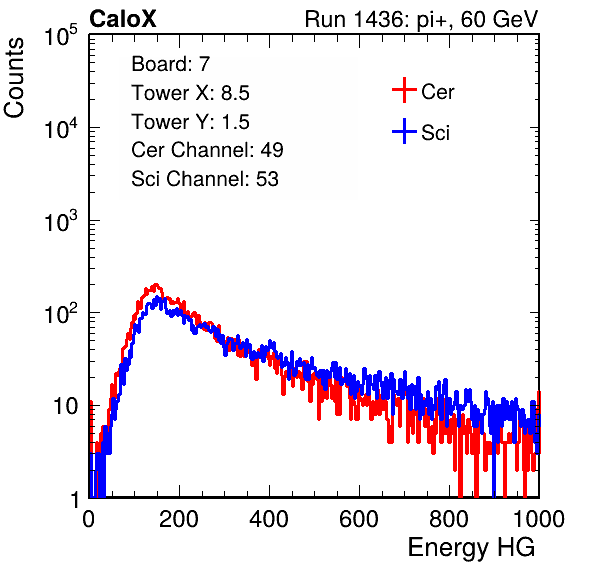 CaloX Run 1436: pi+, 60 GeV
Board: 7
Tower X: 8.5
Tower Y: 1.5
Cer Channel: 49
Sci Channel: 53
Cer
Sci
Counts
10^5
10^4
10^3
10^2
10
1
0 200 400 600 800 1000
Energy HG